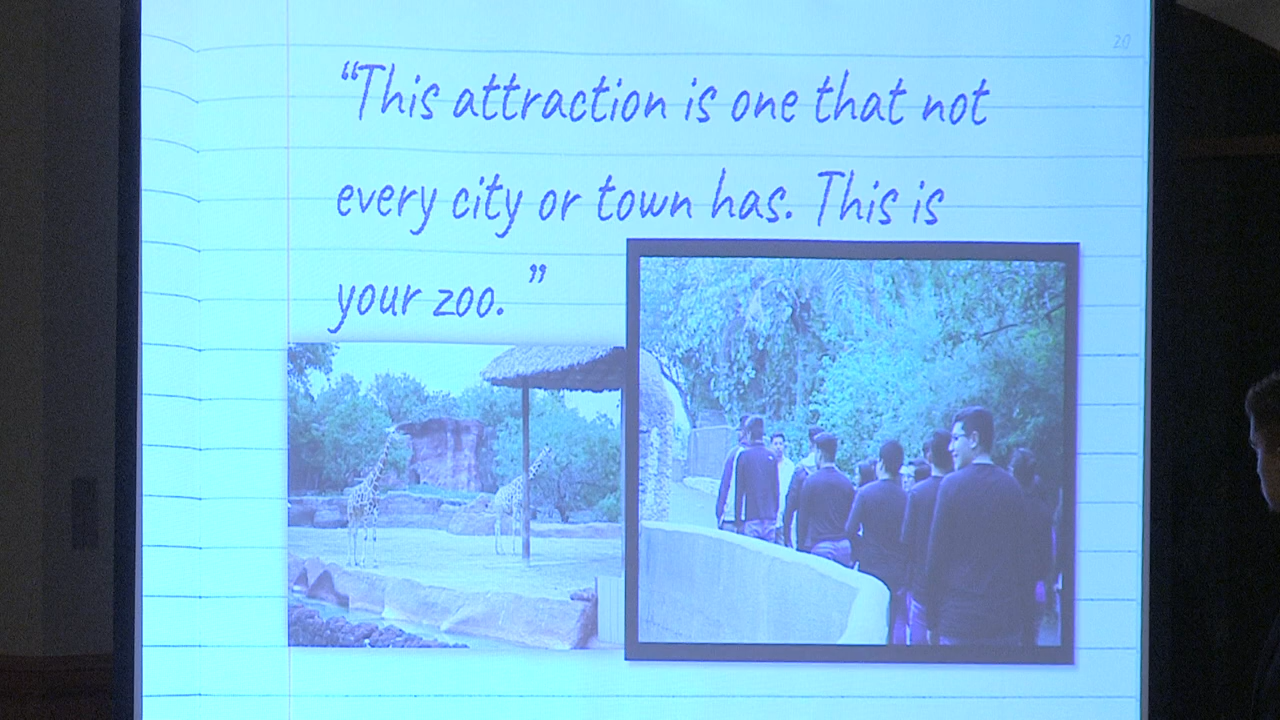 20
“This attraction is one that not
every city or town has. This is
your zoo. ”